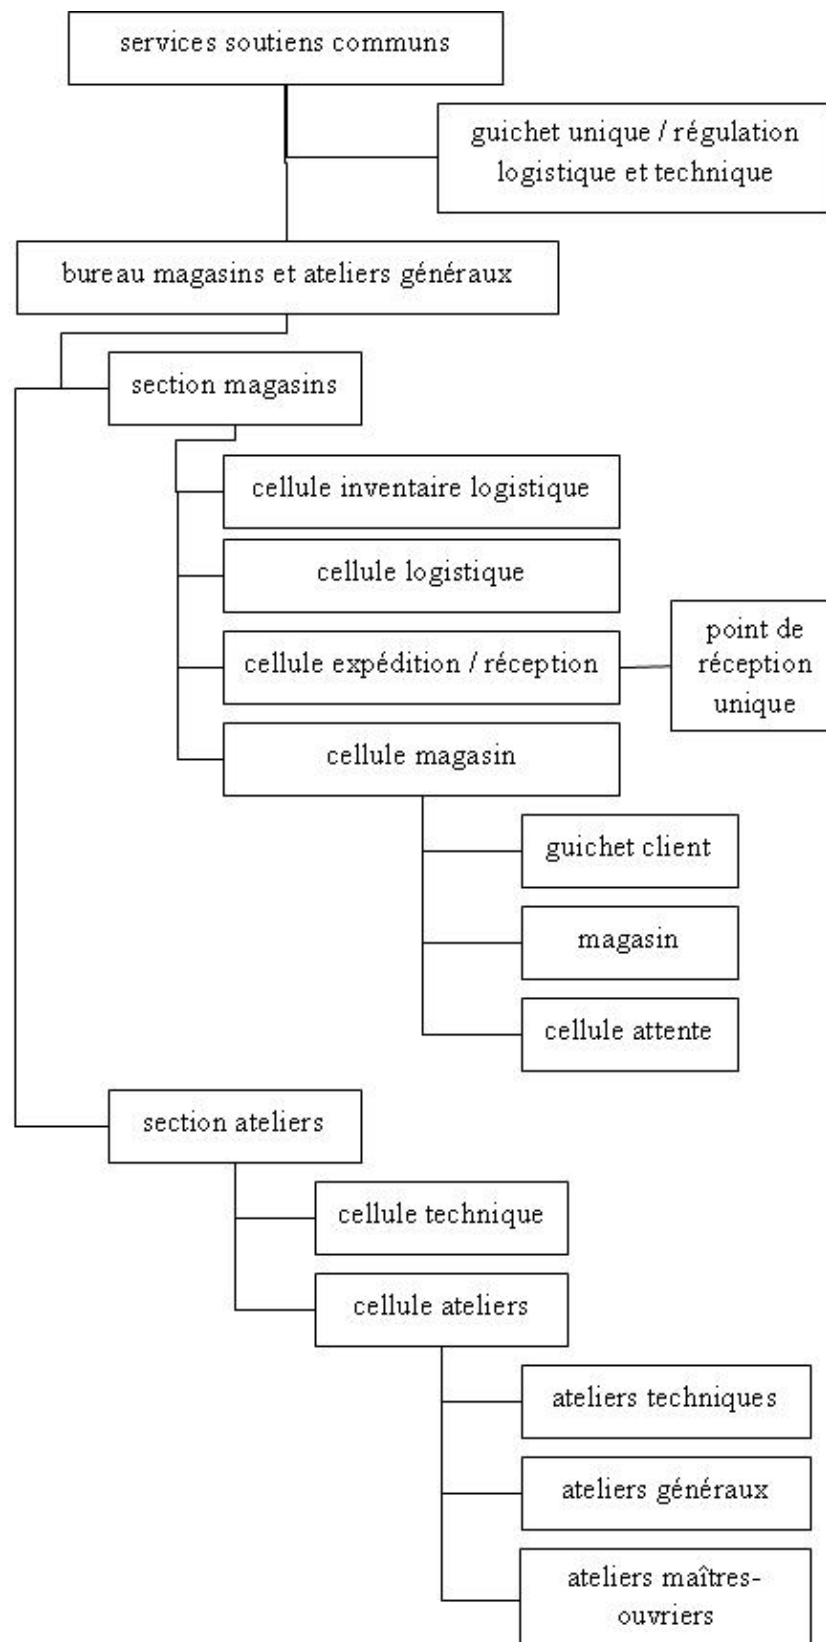 services soutiens communs
guichet unique / régulation
logistique et technique
bureau magasins et ateliers généraux
section magasins
cellule inventaire logistique
cellule logistique
cellule expédition / réception
point de
réception
unique
cellule magasin
guichet client
magasin
cellule attente
section ateliers
cellule technique
cellule ateliers
ateliers techniques
ateliers généraux
ateliers maîtres-
ouvriers